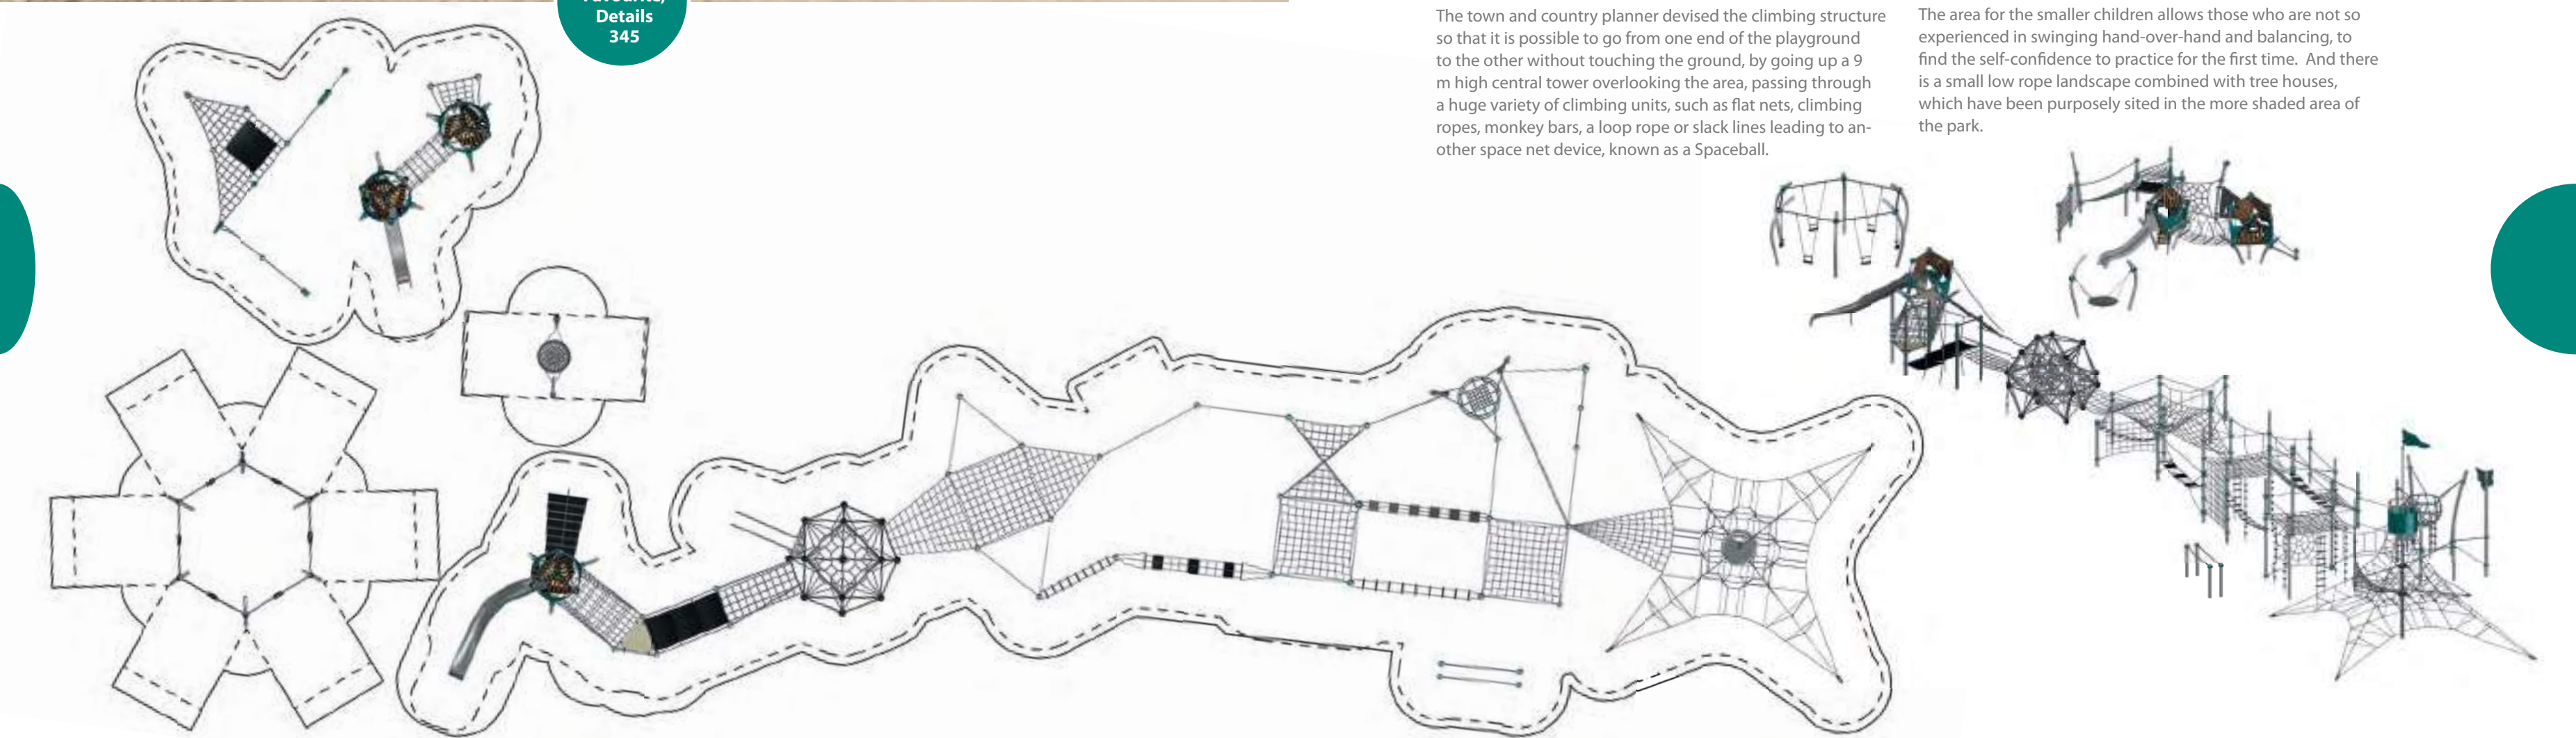 Details
345
The town and country planner devised the climbing structure
so that it is possible to go from one end of the playground
to the other without touching the ground, by going up a 9
m high central tower overlooking the area, passing through
a huge variety of climbing units, such as flat nets, climbing
ropes, monkey bars, a loop rope or slack lines leading to an-
other space net device, known as a Spaceball.
The area for the smaller children allows those who are not so
experienced in swinging hand-over-hand and balancing, to
find the self-confidence to practice for the first time.  And there
is a small low rope landscape combined with tree houses,
which have been purposely sited in the more shaded area of
the park.